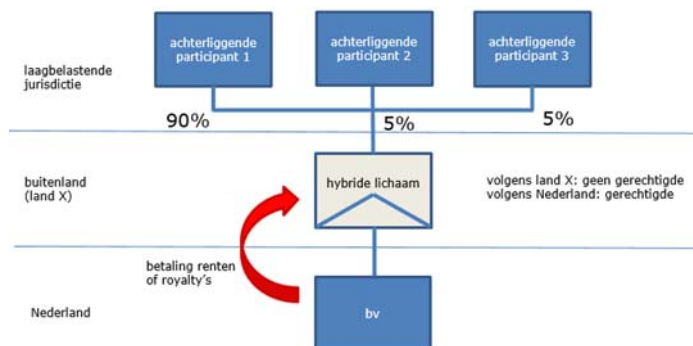 achterliggende
participant 1
achterliggende
participant 2
achterliggende
participant 3
laagbelastende
jurisdictie
90%
5%
5%
buitenland
(land X)
hybride lichaam
volgens land X: geen gerechtigde
volgens Nederland: gerechtigde
betaling renten
of royalty's
Nederland
bv